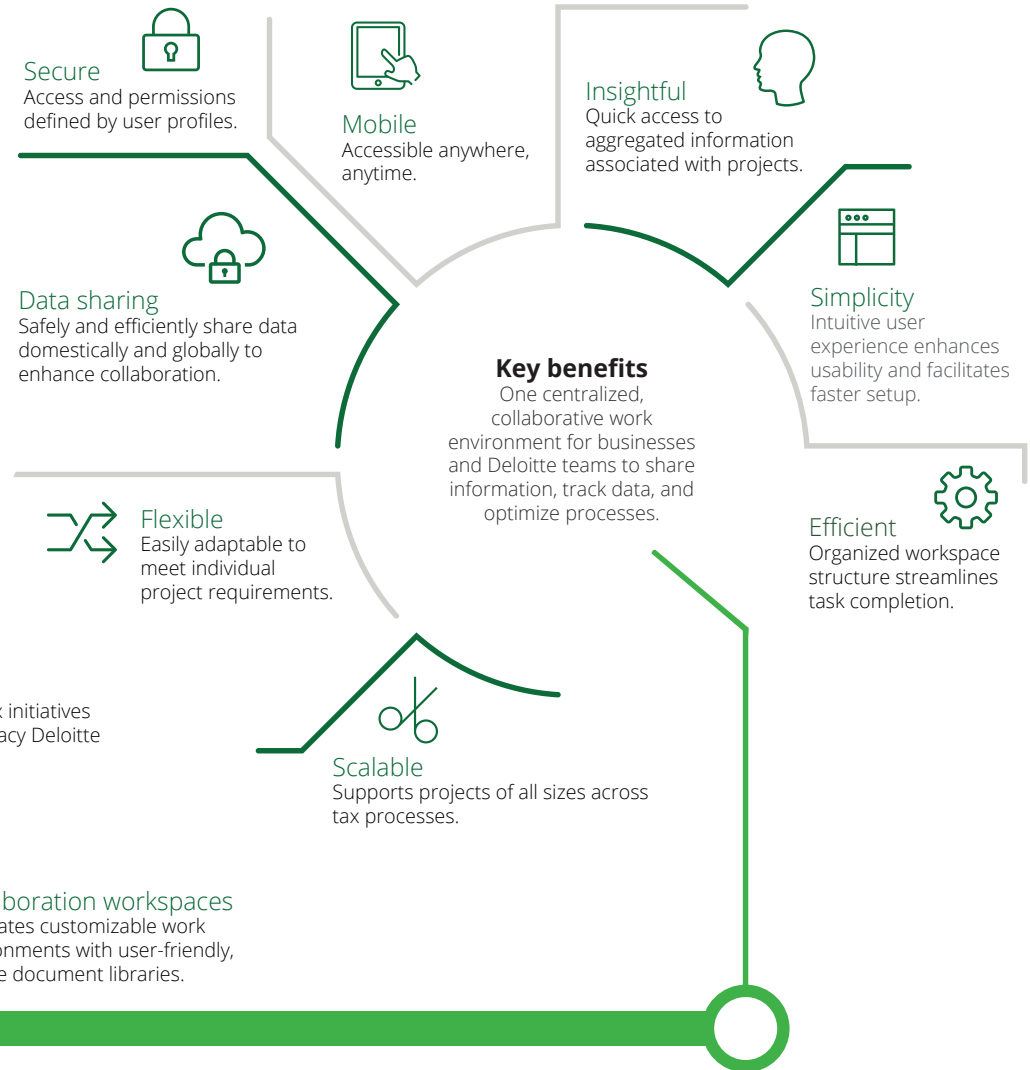 Secure
Access and permissions
defined by user profiles.
Mobile
Accessible anywhere,
anytime.
Insightful
Quick access to
aggregated information
associated with projects.
Data sharing
Safely and efficiently share data
domestically and globally to
enhance collaboration.
Simplicity
Intuitive user
experience enhances
usability and facilitates
faster setup.
Key benefits
One centralized,
collaborative work
environment for businesses
and Deloitte teams to share
information, track data, and
optimize processes.
Flexible
Easily adaptable to
meet individual
project requirements.
Efficient
Organized workspace
structure streamlines
task completion.
initiatives
Deloitte
Scalable
Supports projects of all sizes across
tax processes.
workspaces
customizable work
with user-friendly,
document libraries.